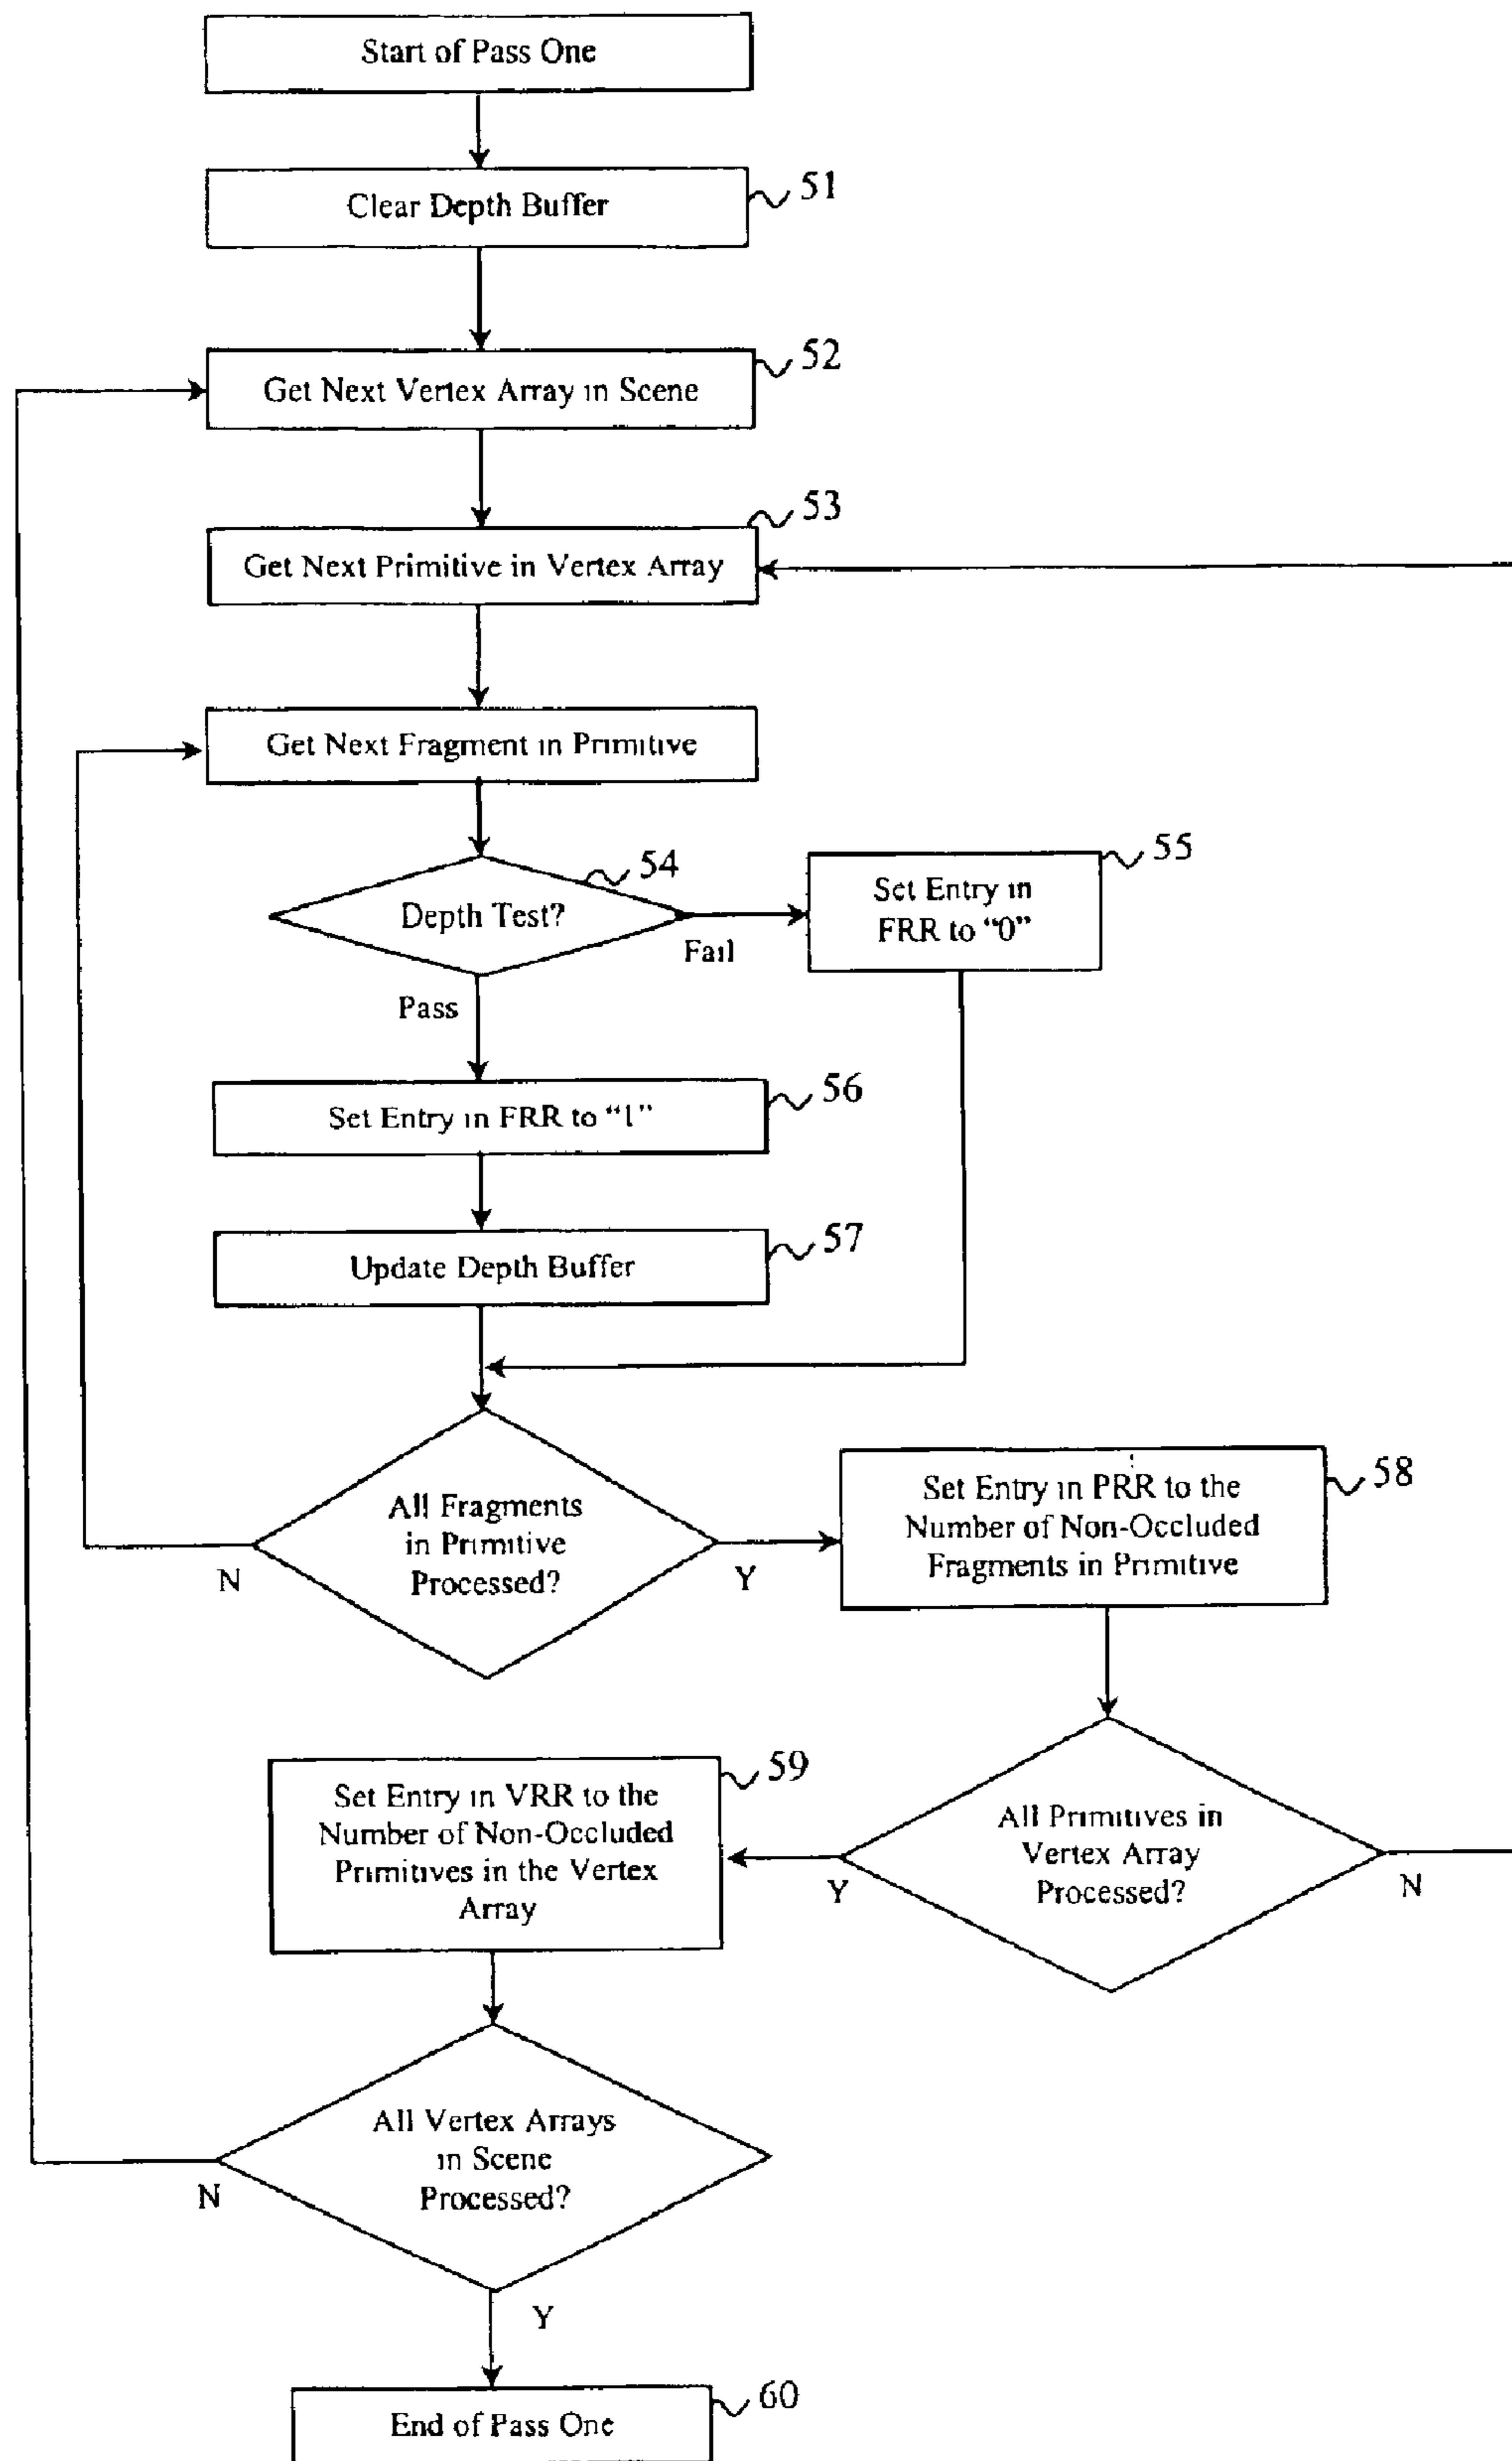 Start of Pass One
Clear Depth Buffer
51
Get Next Vertex Array in Scene
52
Get Next Primitive in Vertex Array
53
Get Next Fragment in Primitive
Depth Test?
54
Fail
Set Entry in
FRR to “0”
55
Pass
Set Entry in FRR to “1”
56
Update Depth Buffer
57
All Fragments
in Primitive
Processed?
N
Y
Set Entry in PRR to the
Number of Non-Occluded
Fragments in Primitive
58
All Primitives in
Vertex Array
Processed?
Y
N
Set Entry in VRR to the
Number of Non-Occluded
Primitives in the Vertex
Array
59
All Vertex Arrays
in Scene
Processed?
N
Y
End of Pass One
60